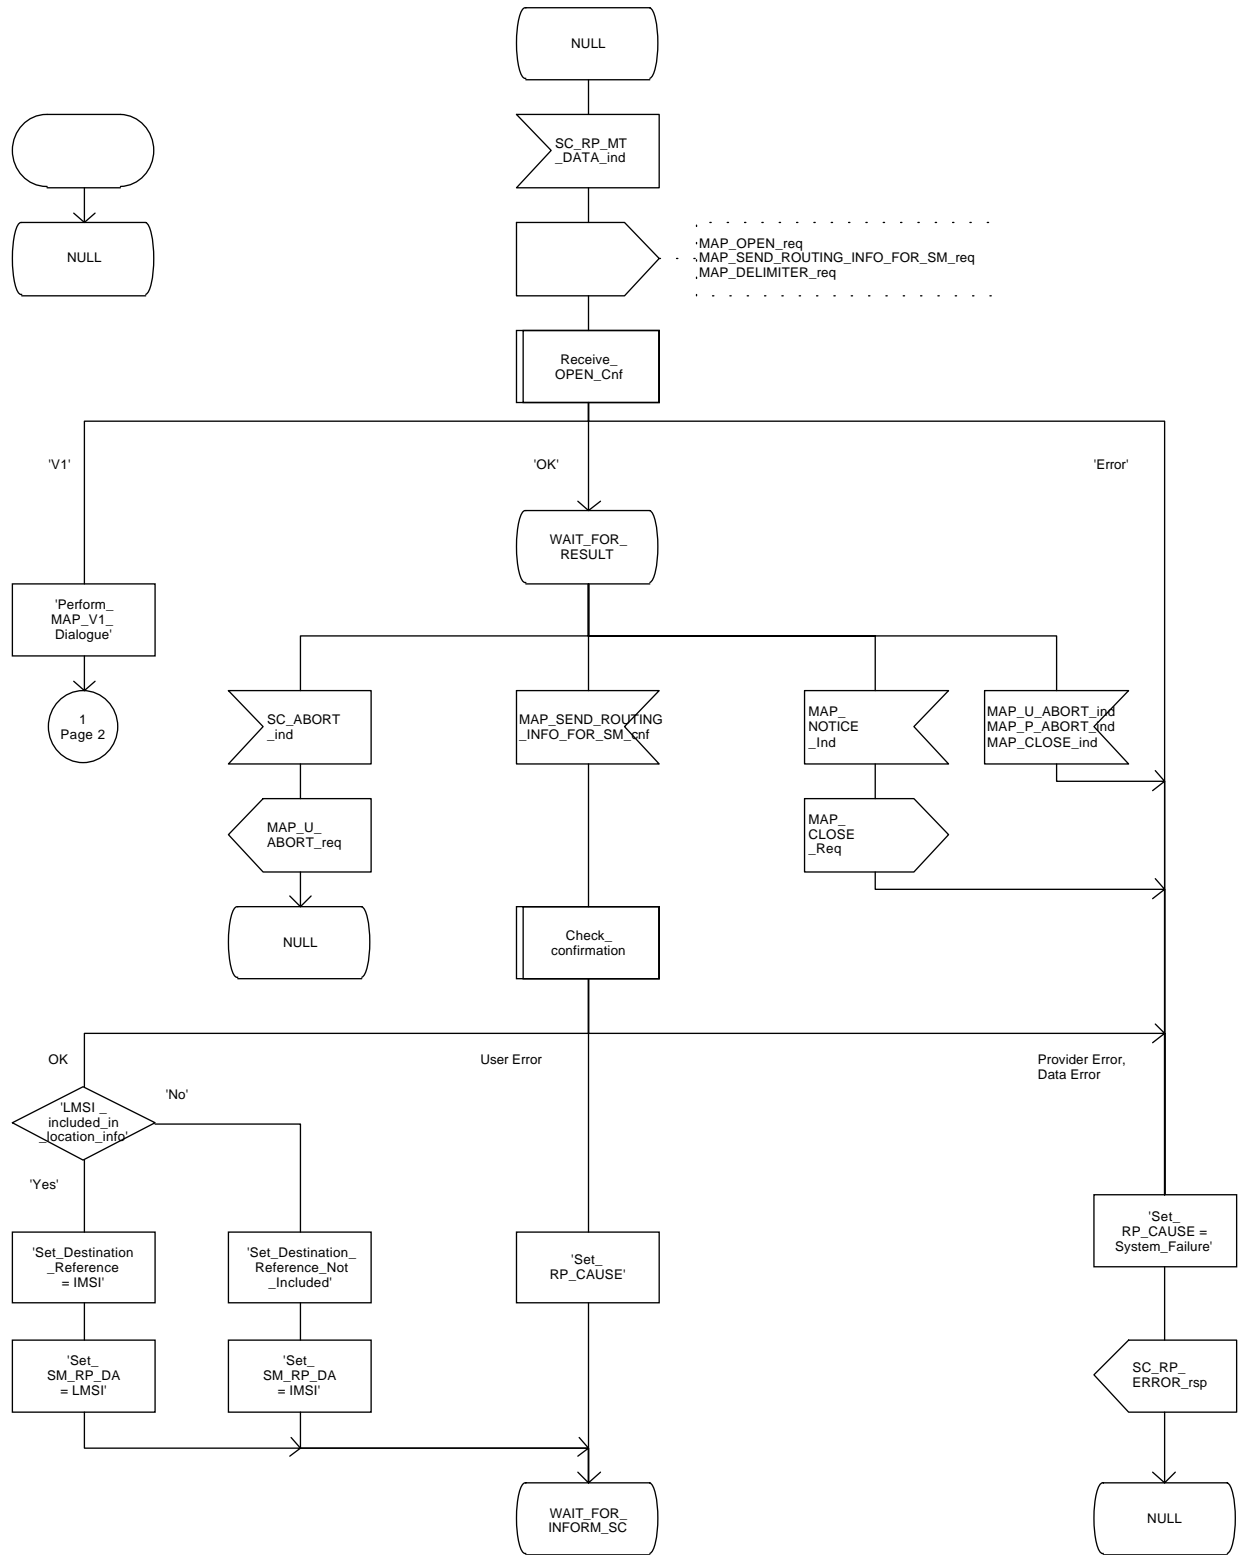 NULL
SC_RP_MT
_DATA_ind
NULL
MAP_OPEN_req
MAP_SEND_ROUTING_INFO_FOR_SM_req
MAP_DELIMITER_req
Receive_
OPEN_Cnf
'V1'
'OK'
'Error'
WAIT_FOR_
RESULT
'Perform_
MAP_V1_
Dialogue'
1
Page 2
SC_ABORT
_ind
MAP_SEND_ROUTING
_INFO_FOR_SM_cnf
MAP_
NOTICE
_Ind
MAP_U_ABORT_ind
MAP_P_ABORT_ind
MAP_CLOSE_ind
MAP_U_
ABORT_req
MAP_
CLOSE
_Req
NULL
Check_
confirmation
OK
User Error
Provider Error,
Data Error
'LMSI _
included_in
_location_info'
'No'
'Yes'
'Set_Destination
_Reference
= IMSI'
'Set_Destination_
Reference_Not
_Included'
'Set_
RP_CAUSE'
'Set_
RP_CAUSE =
System_Failure'
'Set_
SM_RP_DA
= LMSI'
'Set_
SM_RP_DA
= IMSI'
SC_RP_
ERROR_rsp
WAIT_FOR_
INFORM_SC
NULL